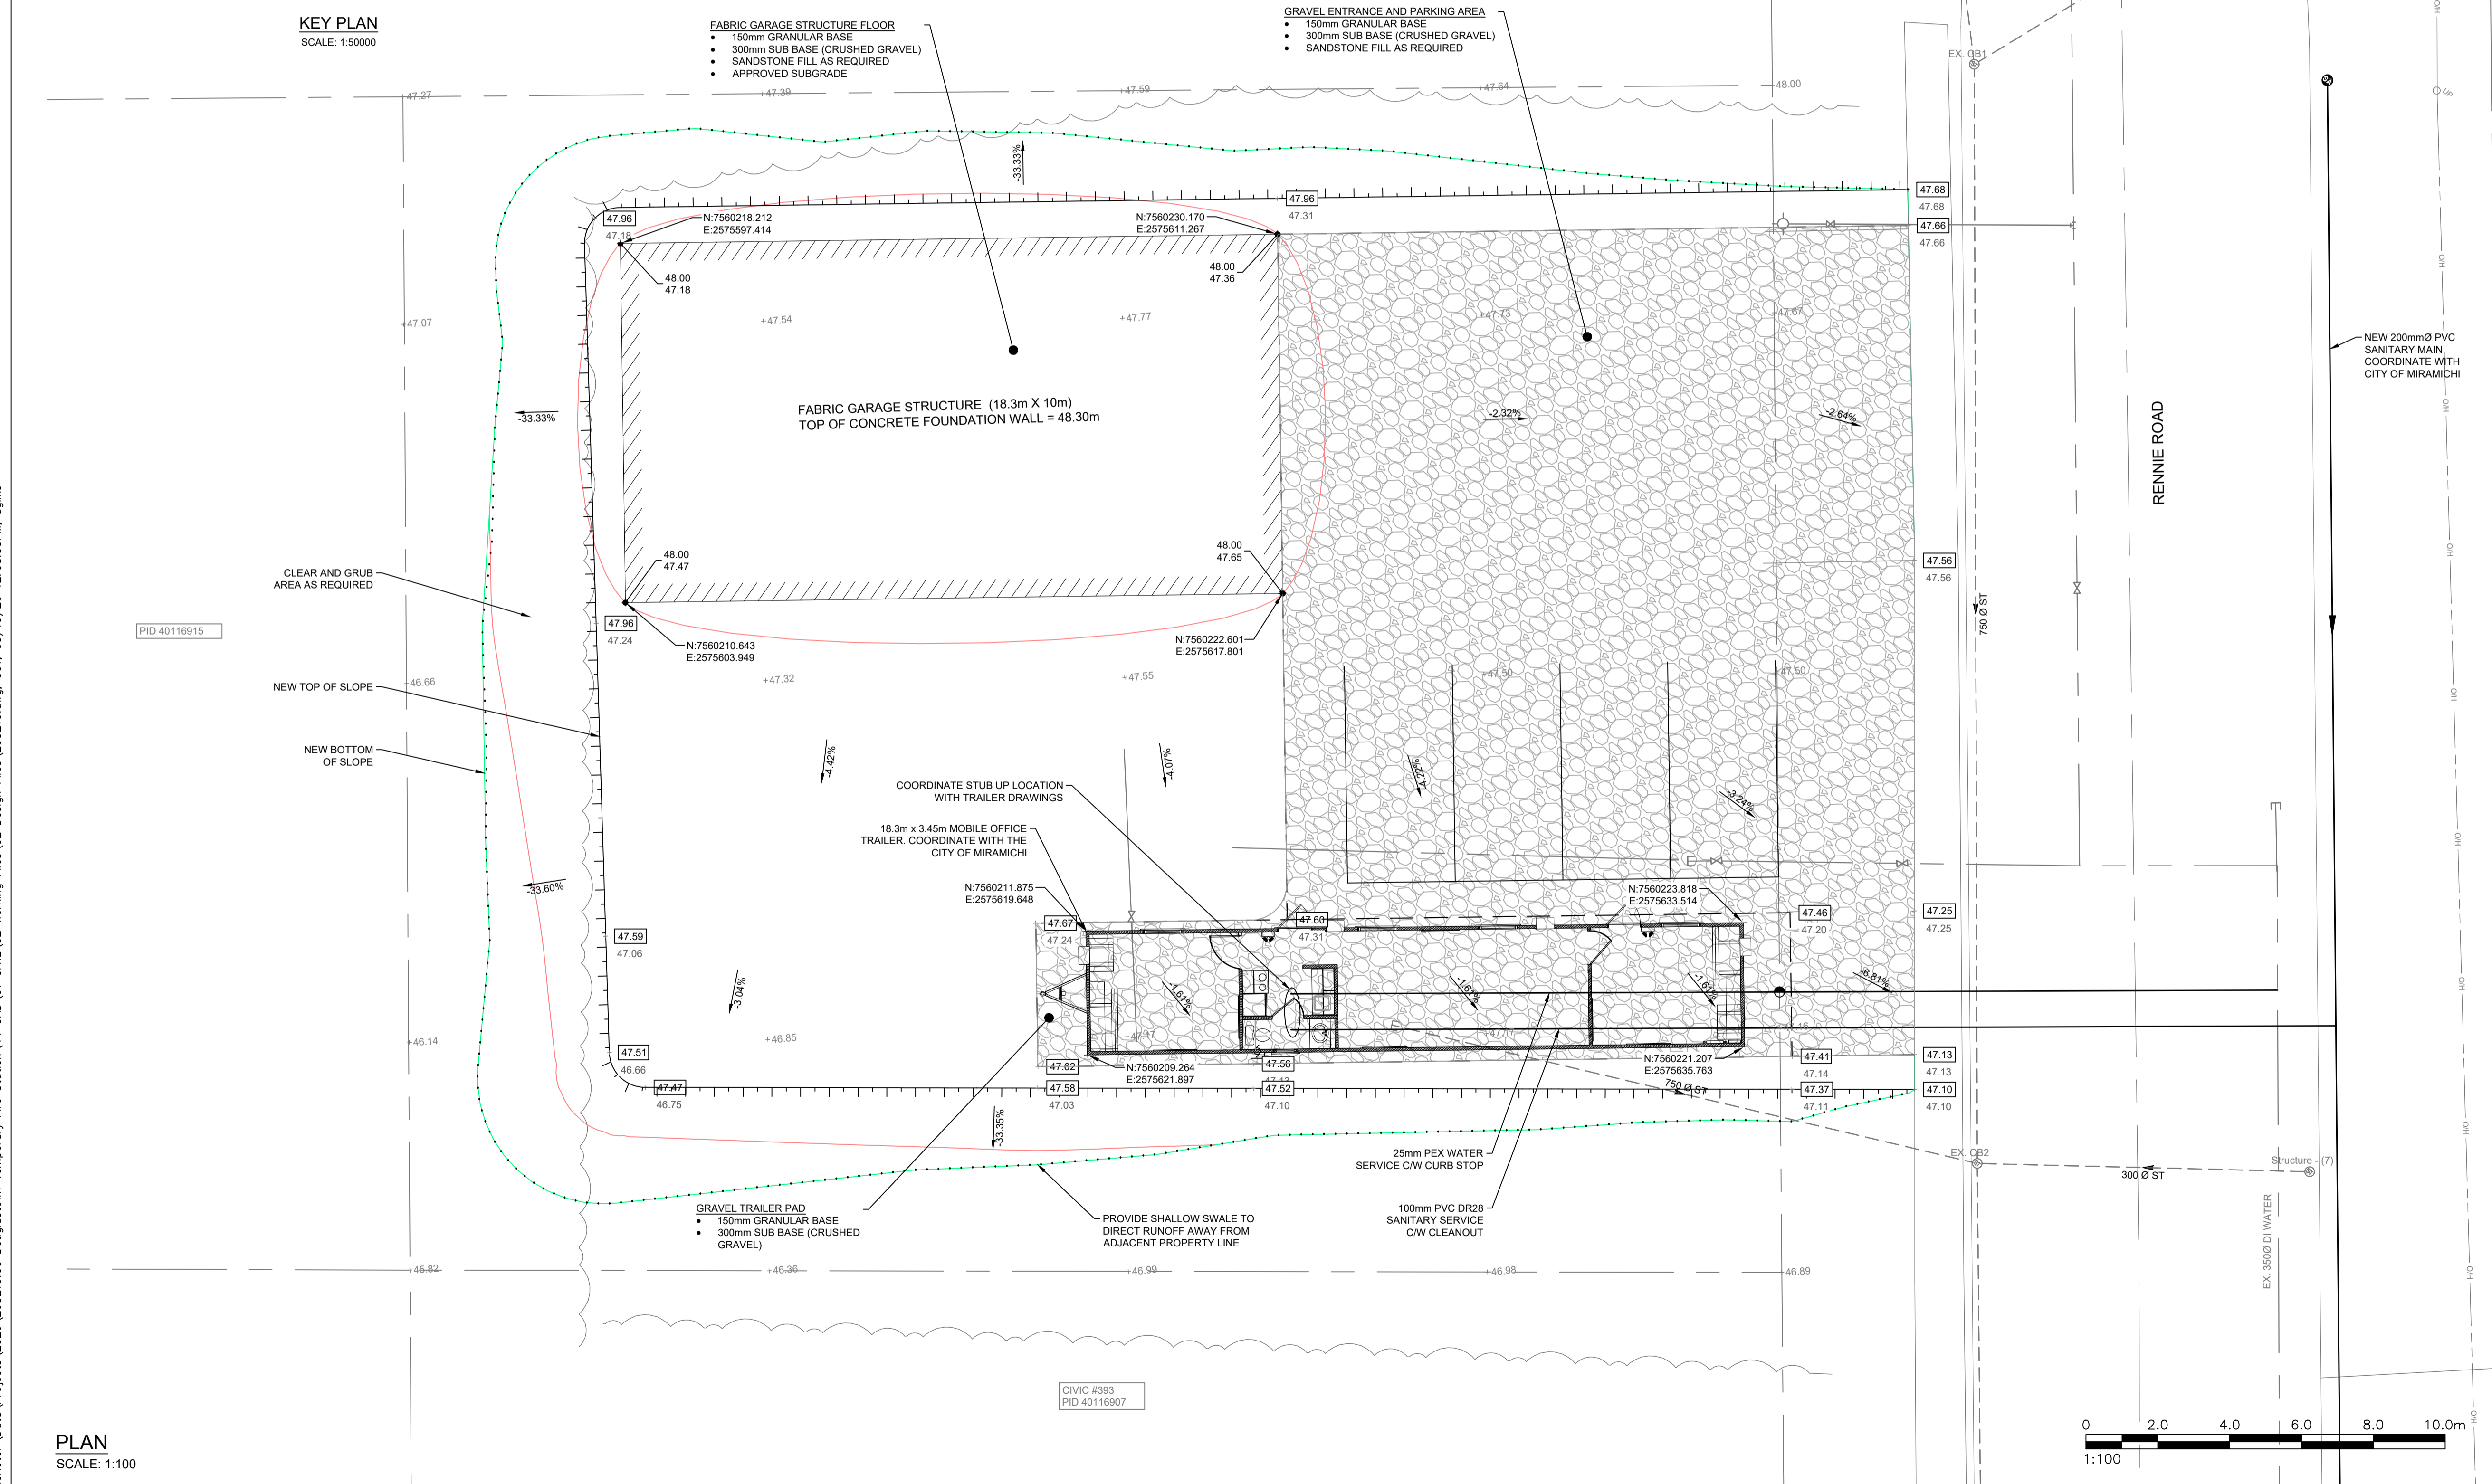 KEY PLAN
SCALE: 1:50000
FABRIC GARAGE STRUCTURE FLOOR
• 150mm GRANULAR BASE
• 300mm SUB BASE (CRUSHED GRAVEL)
• SANDSTONE FILL AS REQUIRED
• APPROVED SUBGRADE
GRAVEL ENTRANCE AND PARKING AREA
• 150mm GRANULAR BASE
• 300mm SUB BASE (CRUSHED GRAVEL)
• SANDSTONE FILL AS REQUIRED
EX. CB1
+47.27
+47.39
+47.59
+47.64
+48.00
-33.33%
47.96
47.18
N:7560218.212
E:2575597.414
N:7560230.170
E:2575611.267
47.96
47.31
47.68
47.68
47.66
47.66
48.00
47.18
48.00
47.36
+47.07
+47.54
+47.77
+47.73
+47.67
NEW 200mmØ PVC
SANITARY MAIN
COORDINATE WITH
CITY OF MIRAMICHI
-33.33%
FABRIC GARAGE STRUCTURE (18.3m X 10m)
TOP OF CONCRETE FOUNDATION WALL = 48.30m
-2.32%
-2.64%
RENNIE ROAD
48.00
47.47
48.00
47.65
47.56
47.56
CLEAR AND GRUB
AREA AS REQUIRED
PID 40116915
47.96
47.24
N:7560210.643
E:2575603.949
N:7560222.601
E:2575617.801
750 Ø ST
NEW TOP OF SLOPE
+46.66
+47.32
+47.55
+47.50
+47.50
NEW BOTTOM
OF SLOPE
-4.42%
-4.07%
-4.22%
-3.24%
COORDINATE STUB UP LOCATION
WITH TRAILER DRAWINGS
18.3m x 3.45m MOBILE OFFICE
TRAILER. COORDINATE WITH THE
CITY OF MIRAMICHI
-33.60%
N:7560211.875
E:2575619.648
N:7560223.818
E:2575633.514
47.67
47.24
47.60
47.31
47.46
47.20
47.25
47.25
47.59
47.06
-3.04%
-1.61%
-1.61%
-1.61%
-6.81%
+46.14
+46.85
47.51
46.66
47.47
46.75
47.62
47.58
47.03
N:7560209.264
E:2575621.897
47.56
47.52
47.10
N:7560221.207
E:2575635.763
750 Ø ST
47.41
47.14
47.37
47.11
47.13
47.13
47.10
47.10
-33.35%
25mm PEX WATER
SERVICE C/W CURB STOP
EX. CB2
Structure - (7)
300 Ø ST
GRAVEL TRAILER PAD
• 150mm GRANULAR BASE
• 300mm SUB BASE (CRUSHED
GRAVEL)
PROVIDE SHALLOW SWALE TO
DIRECT RUNOFF AWAY FROM
ADJACENT PROPERTY LINE
100mm PVC DR28
SANITARY SERVICE
C/W CLEANOUT
EX. 350Ø DI WATER
+46.36
+46.99
+46.98
+46.89
CIVIC #393
PID 40116907
O/H
O/H
O/H
O/H
O/H
O/H
O/H
O/H
O/H
O/H
PLAN
SCALE: 1:100
0 2.0 4.0 6.0 8.0 10.0m
1:100